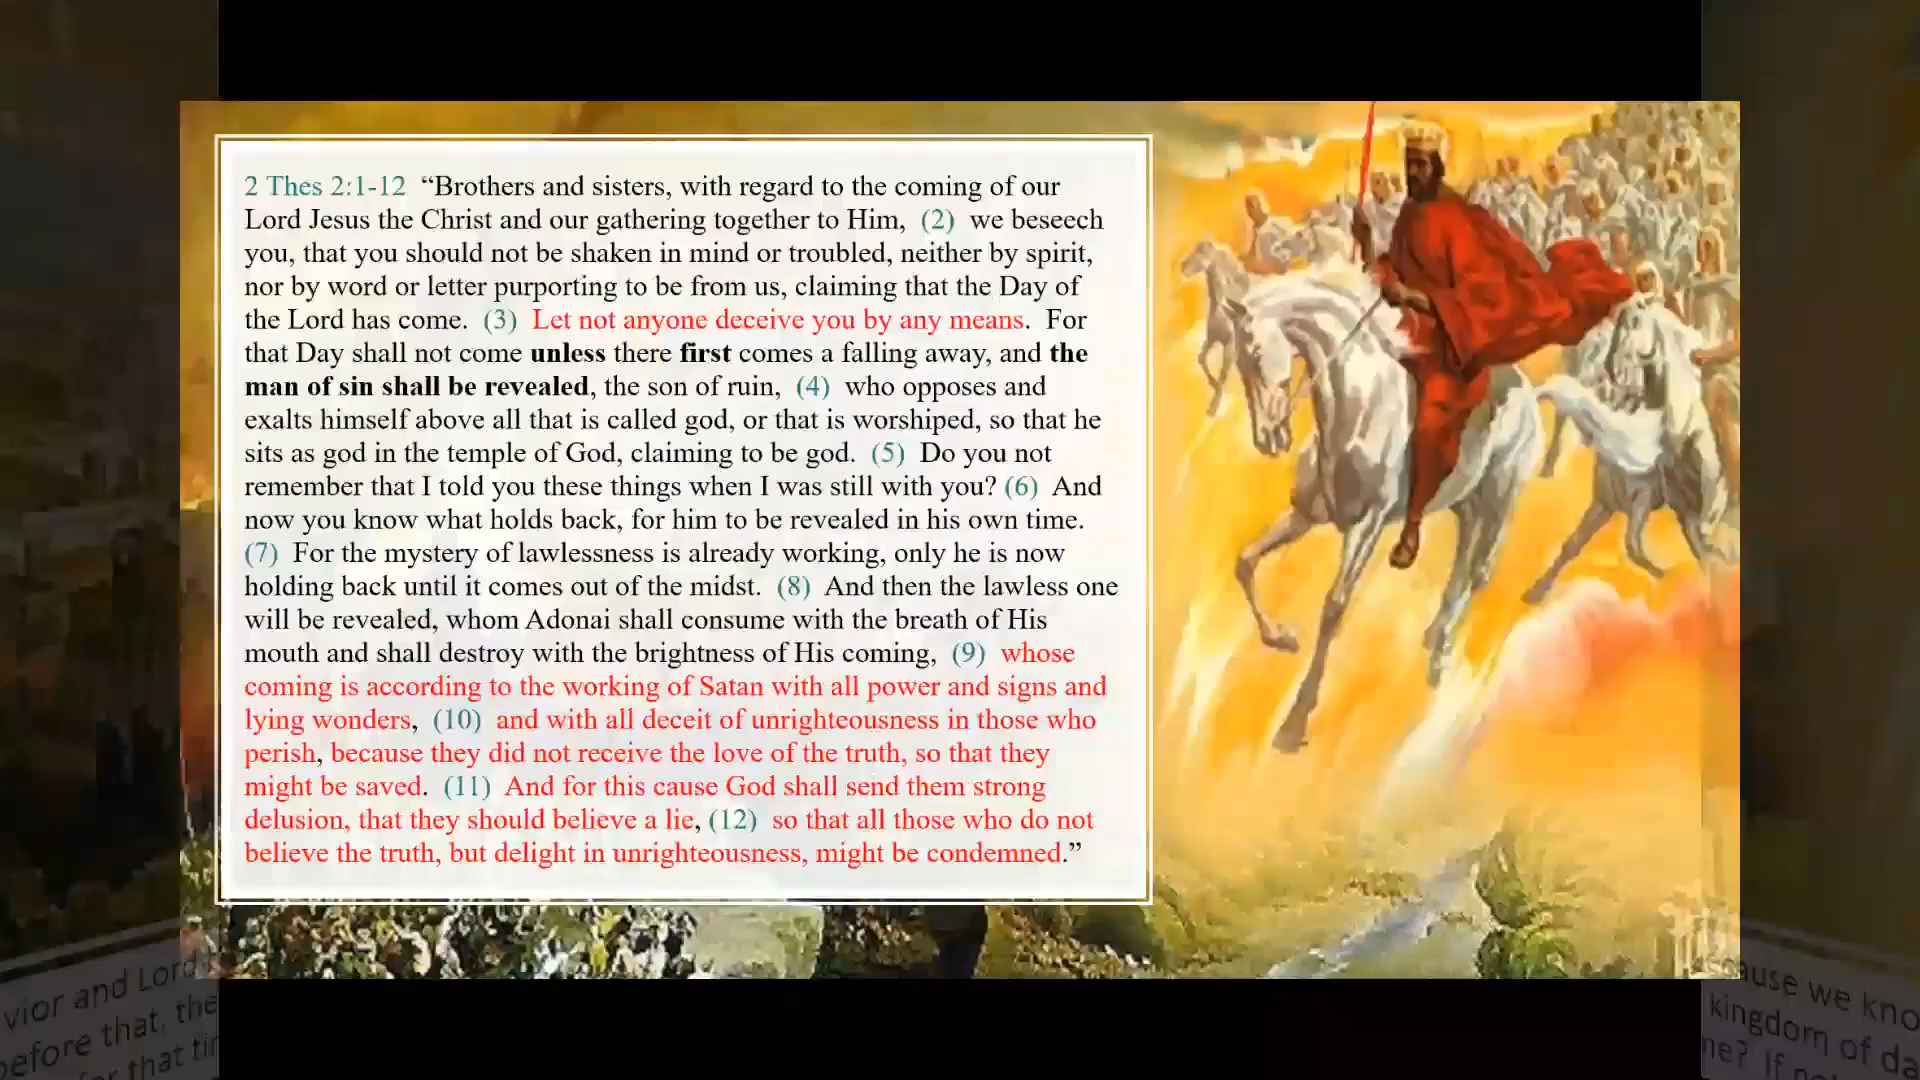 2 Thes 2:1-12 “Brothers and sisters, with regard to the coming of our
Lord Jesus the Christ and our gathering together to Him, (2) we beseech
you, that you should not be shaken in mind or troubled, neither by spirit,
nor by word or letter purporting to be from us, claiming that the Day of
the Lord has come. (3) Let not anyone deceive you by any means. For
that Day shall not come unless there first comes a falling away, and the
man of sin shall be revealed, the son of ruin, (4) who opposes and
exalts himself above all that is called god, or that is worshiped, so that he
sits as god in the temple of God, claiming to be god. (5) Do you not
remember that I told you these things when I was still with you? (6) And
now you know what holds back, for him to be revealed in his own time.
(7) For the mystery of lawlessness is already working, only he is now
holding back until it comes out of the midst. (8) And then the lawless one
will be revealed, whom Adonai shall consume with the breath of His
mouth and shall destroy with the brightness of His coming, (9) whose
coming is according to the working of Satan with all power and signs and
lying wonders, (10) and with all deceit of unrighteousness in those who
perish, because they did not receive the love of the truth, so that they
might be saved. (11) And for this cause God shall send them strong
delusion, that they should believe a lie, (12) so that all those who do not
believe the truth, but delight in unrighteousness, might be condemned.”
and Lord
before that, the
that
we
kingdom of
If